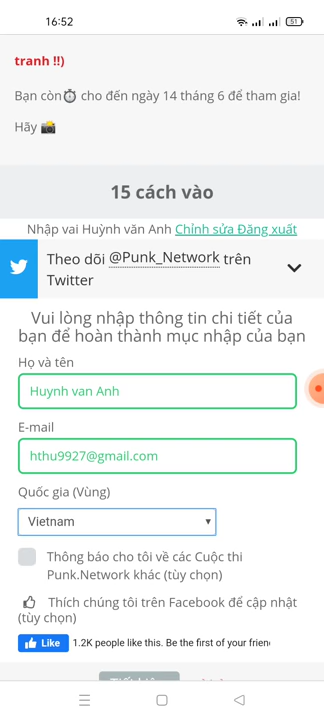 16:52
51
tranh !!)
Bạn còn⏱ cho đến ngày 14 tháng 6 để tham gia!
Hãy 📸
15 cách vào
Nhập vai Huỳnh văn Anh Chỉnh sửa Đăng xuất
Theo dõi @Punk_Network trên
Twitter
Vui lòng nhập thông tin chi tiết của
bạn để hoàn thành mục nhập của bạn
Họ và tên
Huynh van Anh
E-mail
hthu9927@gmail.com
Quốc gia (Vùng)
Vietnam
Thông báo cho tôi về các Cuộc thi
Punk.Network khác (tùy chọn)
Thích chúng tôi trên Facebook để cập nhật
(tùy chọn)
Like 1.2K people like this. Be the first of your